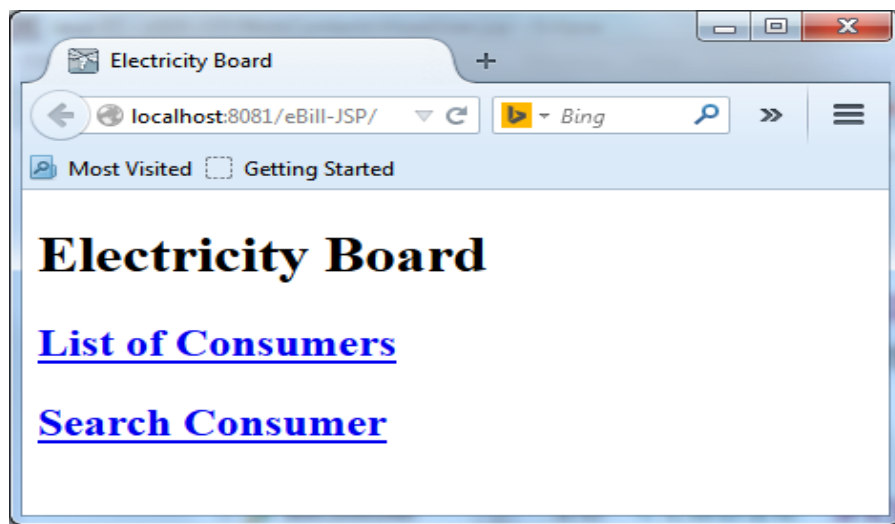 Electricity Board
localhost:8081/eBill-JSP/ Bing
Most Visited Getting Started
Electricity Board
List of Consumers
Search Consumer